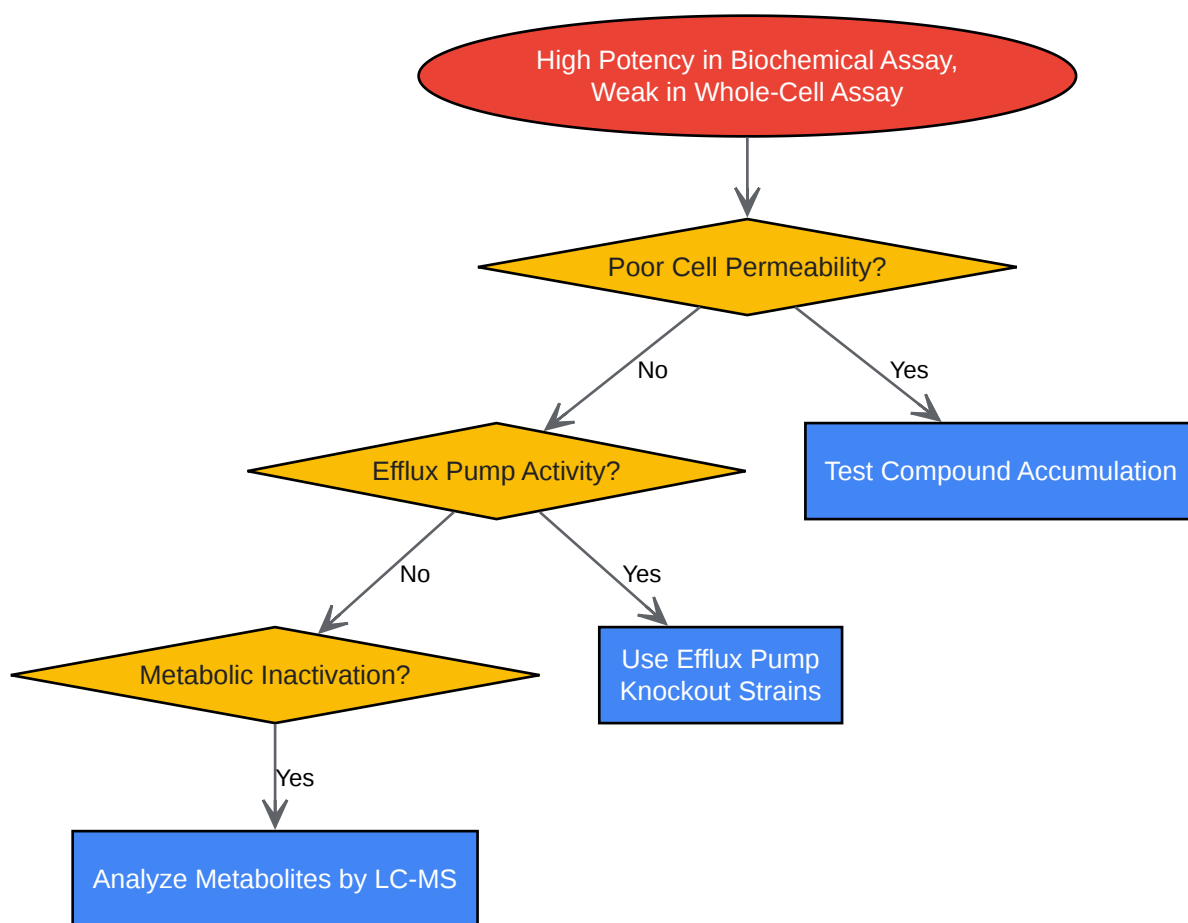 High Potency in Biochemical Assay,
Weak in Whole-Cell Assay
Poor Cell Permeability?
No
Yes
Efflux Pump Activity?
Test Compound Accumulation
No
Yes
Metabolic Inactivation?
Use Efflux Pump
Knockout Strains
Yes
Analyze Metabolites by LC-MS